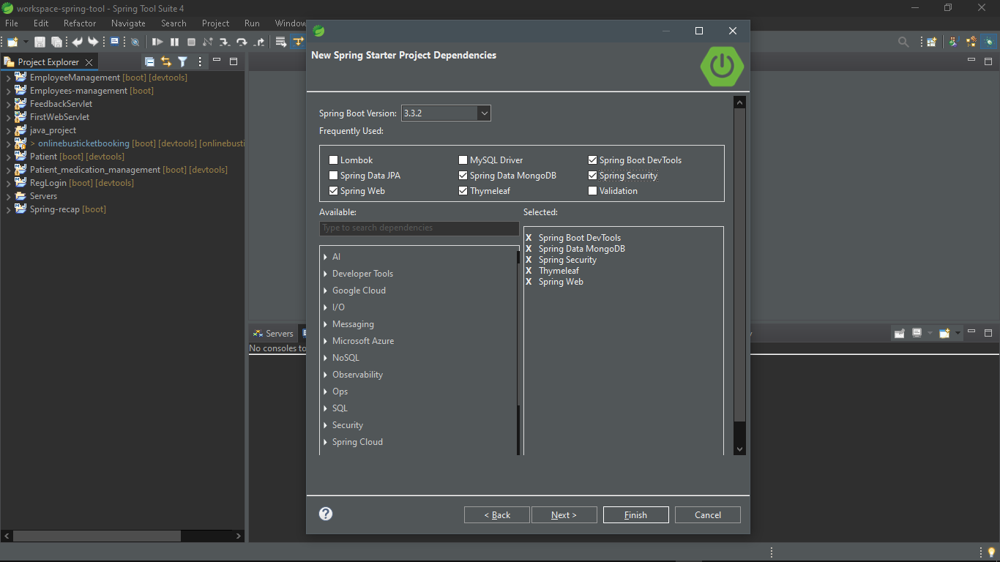 workspace-spring-tool - Spring Tool Suite 4
File Edit Refactor Navigate Search Project Run Window
Project Explorer
EmployeeManagement [boot] [devtools]
Employees-management [boot]
FeedbackServlet
FirstWebServlet
java_project
> onlinebusticketbooking [boot] [devtools] [onlinebusti
Patient [boot] [devtools]
Patient_medication_management [boot] [devtools]
RegLogin [boot] [devtools]
Servers
Spring-recap [boot]
Servers
No consoles to
New Spring Starter Project Dependencies
Spring Boot Version: 3.3.2
Frequently Used:
Lombok MySQL Driver Spring Boot DevTools
Spring Data JPA Spring Data MongoDB Spring Security
Spring Web Thymeleaf Validation
Available:
Type to search dependencies
AI
Developer Tools
Google Cloud
I/O
Messaging
Microsoft Azure
NoSQL
Observability
Ops
SQL
Security
Spring Cloud
Selected:
X Spring Boot DevTools
X Spring Data MongoDB
X Spring Security
X Thymeleaf
X Spring Web
? < Back Next > Finish Cancel